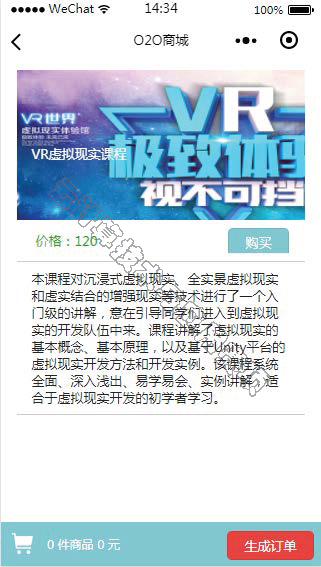 WeChat 14:34 100%
O2O商城
VR世界
虚拟现实体验馆
VR
极致体验
视不可挡
VR虚拟现实课程
价格：120
购买
本课程对沉浸式虚拟现实、全实景虚拟现实
和虚实结合的增强现实等技术进行了一个入
门级的讲解，意在引导同学们进入到虚拟现
实的开发队伍中来。课程讲解了虚拟现实的
基本概念、基本原理，以及基于Unity平台的
虚拟现实开发方法和开发实例。该课程系统
全面、深入浅出、易学易会、实例讲解，适
合于虚拟现实开发的初学者学习。
0 件商品 0 元
生成订单